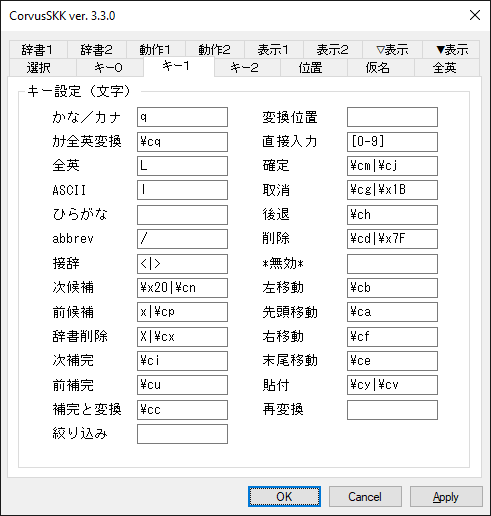 CorvusSKK ver. 3.3.0
辞書1 辞書2 動作1 動作2 表示1 表示2 ▽表示 ▼表示
選択 キー0 キー1 キー2 位置 仮名 全英
キー設定（文字）
かな／カナ q 変換位置
ｶﾅ全英変換 ¥cq 直接入力 [0-9]
全英 L 確定 ¥cm|¥cj
ASCII l 取消 ¥cg|¥x1B
ひらがな 後退 ¥ch
abbrev / 削除 ¥cd|¥x7F
接辞 <|> *無効*
次候補 ¥x20|¥cn 左移動 ¥cb
前候補 x|¥cp 先頭移動 ¥ca
辞書削除 X|¥cx 右移動 ¥cf
次補完 ¥ci 末尾移動 ¥ce
前補完 ¥cu 貼付 ¥cy|¥cv
補完と変換 ¥cc 再変換
絞り込み
OK Cancel Apply